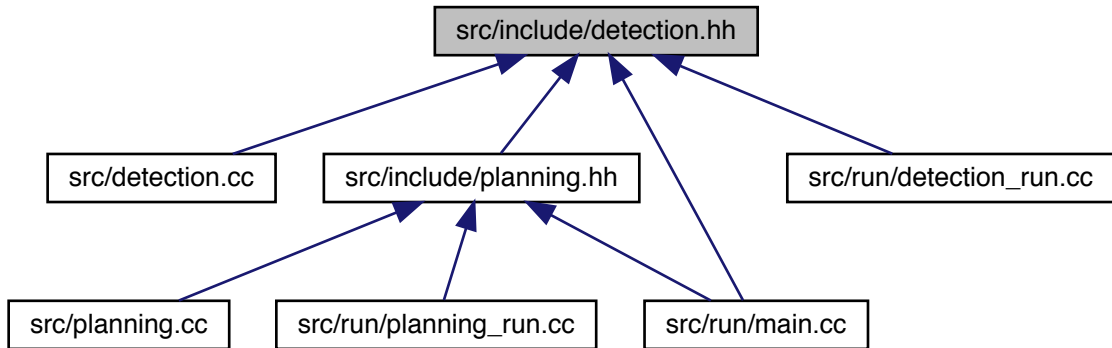 src/include/detection.hh
src/detection.cc
src/include/planning.hh
src/run/detection_run.cc
src/planning.cc
src/run/planning_run.cc
src/run/main.cc